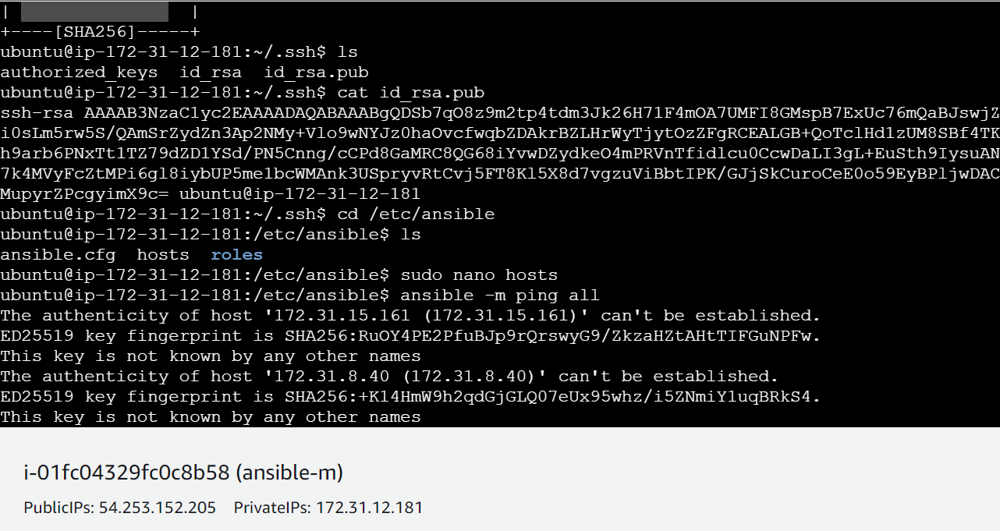 |              |
+----[SHA256]-----+
ubuntu@ip-172-31-12-181:~/.ssh$ ls
authorized_keys  id_rsa  id_rsa.pub
ubuntu@ip-172-31-12-181:~/.ssh$ cat id_rsa.pub
ssh-rsa AAAAB3NzaC1yc2EAAAADAQABAAABgQDSb7qO8z9m2tp4tdm3Jk26H71F4mOA7UMFI8GMspB7ExUc76mQaBJswjZ
i0sLm5rw5S/QAmSrZydZn3Ap2NMy+Vlo9wNYJz0haOvcfwqbZDAkrBZLHrWyTjytOzZFgRCEALGB+QoTclHd1zUM8SBf4TK
h9arb6PNxTt1TZ79dZD1YSd/PN5Cnng/cCPd8GaMRC8QG68iYvwDZydkeO4mPRVnTfidlcu0CcwDaLI3gL+EuSth9IysuAN
7k4MVyFcZtMPi6gl8iybUP5me1bcWMAnk3USpryvRtCvj5FT8Kl5X8d7vgzuViBbtIPK/GJjSkCuroCeE0o59EyBPljwDAC
MupyrZPcgyimX9c= ubuntu@ip-172-31-12-181
ubuntu@ip-172-31-12-181:~/.ssh$ cd /etc/ansible
ubuntu@ip-172-31-12-181:/etc/ansible$ ls
ansible.cfg  hosts  roles
ubuntu@ip-172-31-12-181:/etc/ansible$ sudo nano hosts
ubuntu@ip-172-31-12-181:/etc/ansible$ ansible -m ping all
The authenticity of host '172.31.15.161 (172.31.15.161)' can't be established.
ED25519 key fingerprint is SHA256:RuOY4PE2PfuBJp9rQrswyG9/ZkzaHZtAHtTIFGuNPFw.
This key is not known by any other names
The authenticity of host '172.31.8.40 (172.31.8.40)' can't be established.
ED25519 key fingerprint is SHA256:+K14HmW9h2qdGjGLQ07eUx95whz/i5ZNmiY1uqBRkS4.
This key is not known by any other names
i-01fc04329fc0c8b58 (ansible-m)
PublicIPs: 54.253.152.205    PrivateIPs: 172.31.12.181